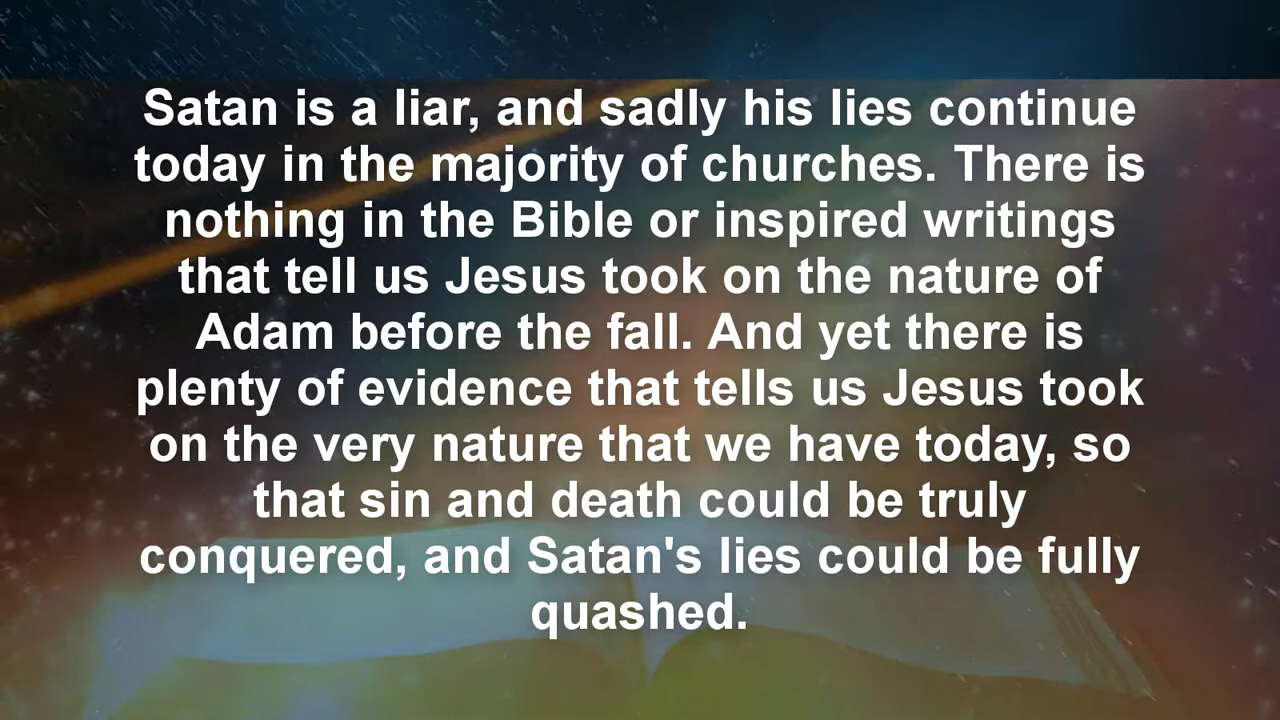 Satan is a liar, and sadly his lies continue
today in the majority of churches. There is
nothing in the Bible or inspired writings
that tell us Jesus took on the nature of
Adam before the fall. And yet there is
plenty of evidence that tells us Jesus took
on the very nature that we have today, so
that sin and death could be truly
conquered, and Satan's lies could be fully
quashed.